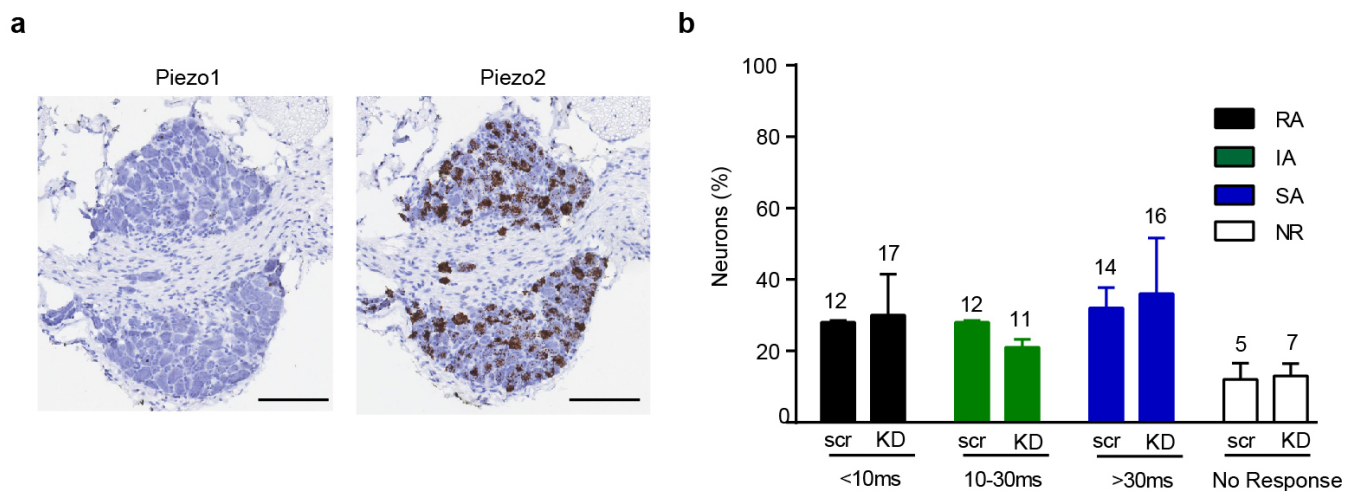 a
Piezo1
Piezo2
b
Neurons (%)
100
80
60
40
20
0
RA
IA
SA
NR
12
17
12
11
14
16
5
7
scr KD scr KD scr KD scr KD
<10ms 10-30ms >30ms No Response